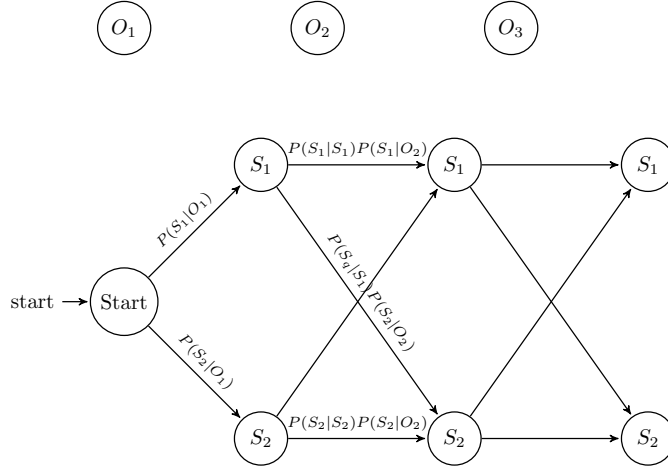 O₁
O₂
O₃
S₁
P(S₁|S₁)P(S₁|O₂)
S₁
S₁
P(S₁|O₁)
P(S_q|S₁)P(S₂|O₂)
start
Start
P(S₂|O₁)
S₂
P(S₂|S₂)P(S₂|O₂)
S₂
S₂